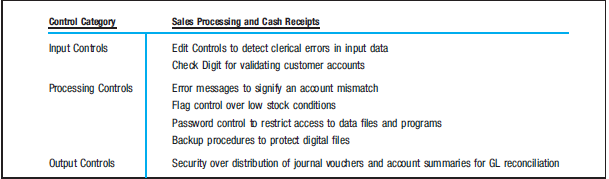 Control Category Sales Processing and Cash Receipts
Input Controls Edit Controls to detect clerical errors in input data
Check Digit for validating customer accounts
Processing Controls Error messages to signify an account mismatch
Flag control over low stock conditions
Password control to restrict access to data files and programs
Backup procedures to protect digital files
Output Controls Security over distribution of journal vouchers and account summaries for GL reconciliation